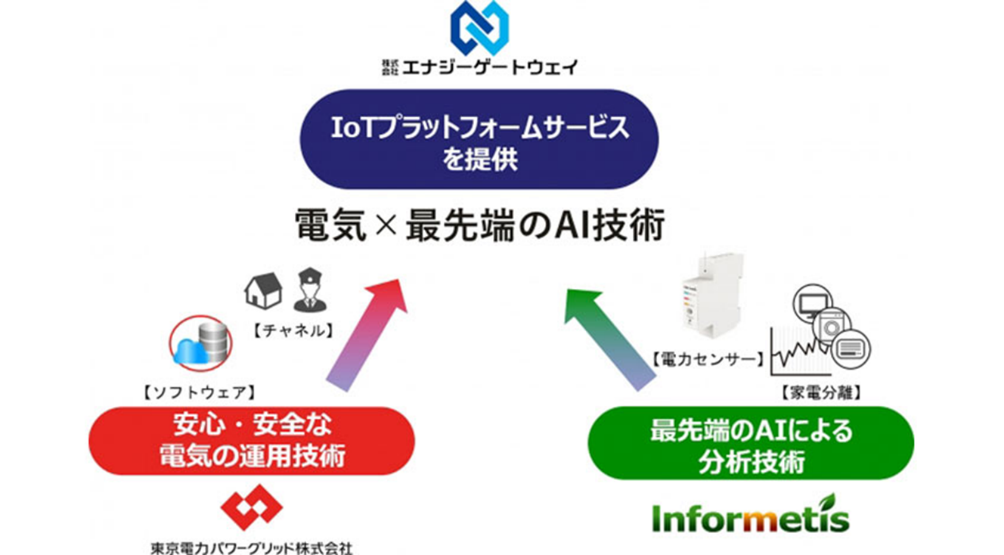 株式会社エナジーゲートウェイ
IoTプラットフォームサービス
を提供
電気×最先端のAI技術
【チャネル】
【ソフトウェア】
安心・安全な
電気の運用技術
東京電力パワーグリッド株式会社
【電力センサー】
【家電分離】
最先端のAIによる
分析技術
Informetis